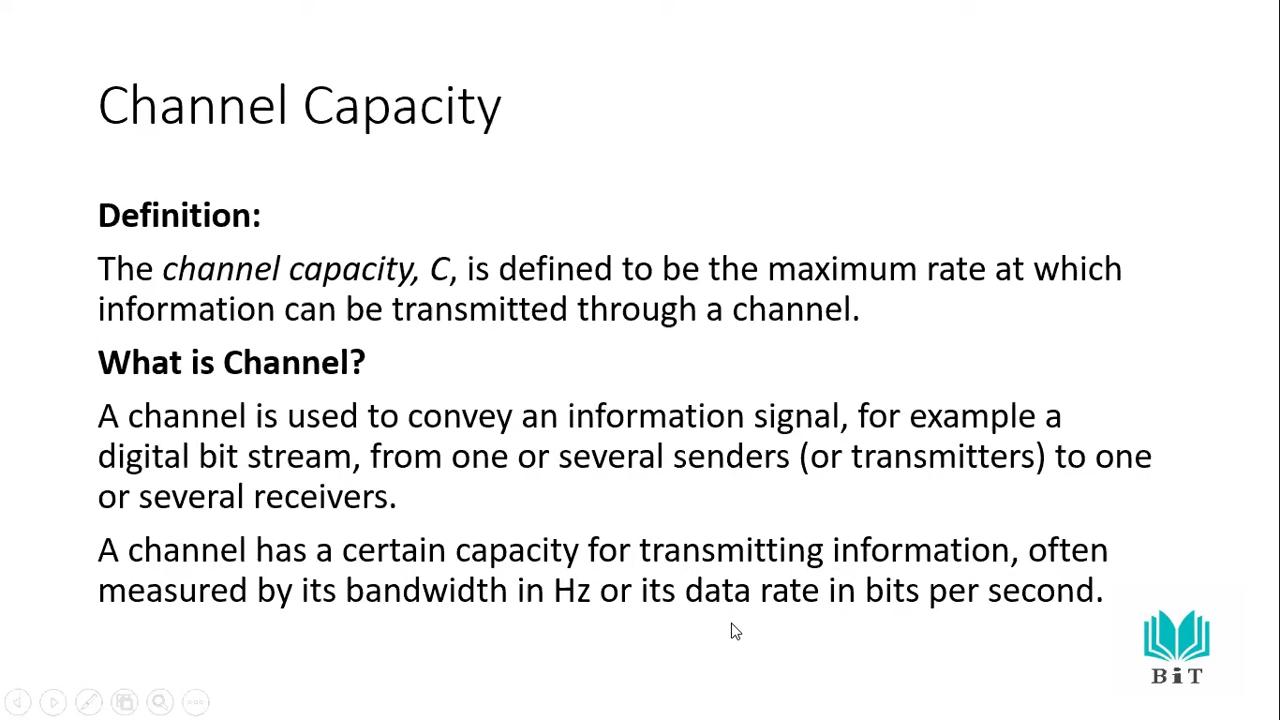 Channel Capacity
Definition:
The channel capacity, C, is defined to be the maximum rate at which
information can be transmitted through a channel.
What is Channel?
A channel is used to convey an information signal, for example a
digital bit stream, from one or several senders (or transmitters) to one
or several receivers.
A channel has a certain capacity for transmitting information, often
measured by its bandwidth in Hz or its data rate in bits per second.
BiT